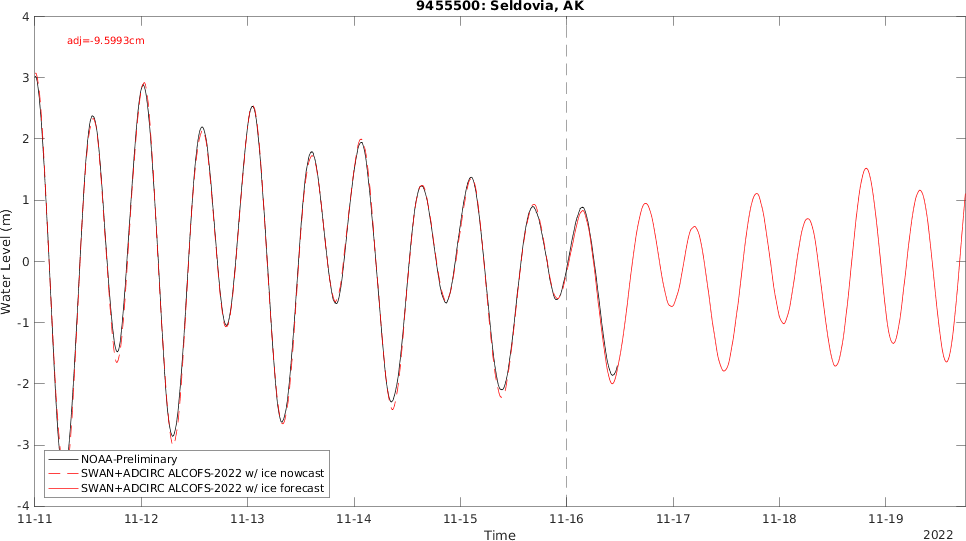 9455500: Seldovia, AK
adj=-9.5993cm
4
3
2
1
0
-1
-2
-3
-4
Water Level (m)
NOAA-Preliminary
SWAN+ADCIRC ALCOFS-2022 w/ ice nowcast
SWAN+ADCIRC ALCOFS-2022 w/ ice forecast
11-11 11-12 11-13 11-14 11-15 11-16 11-17 11-18 11-19
Time
2022